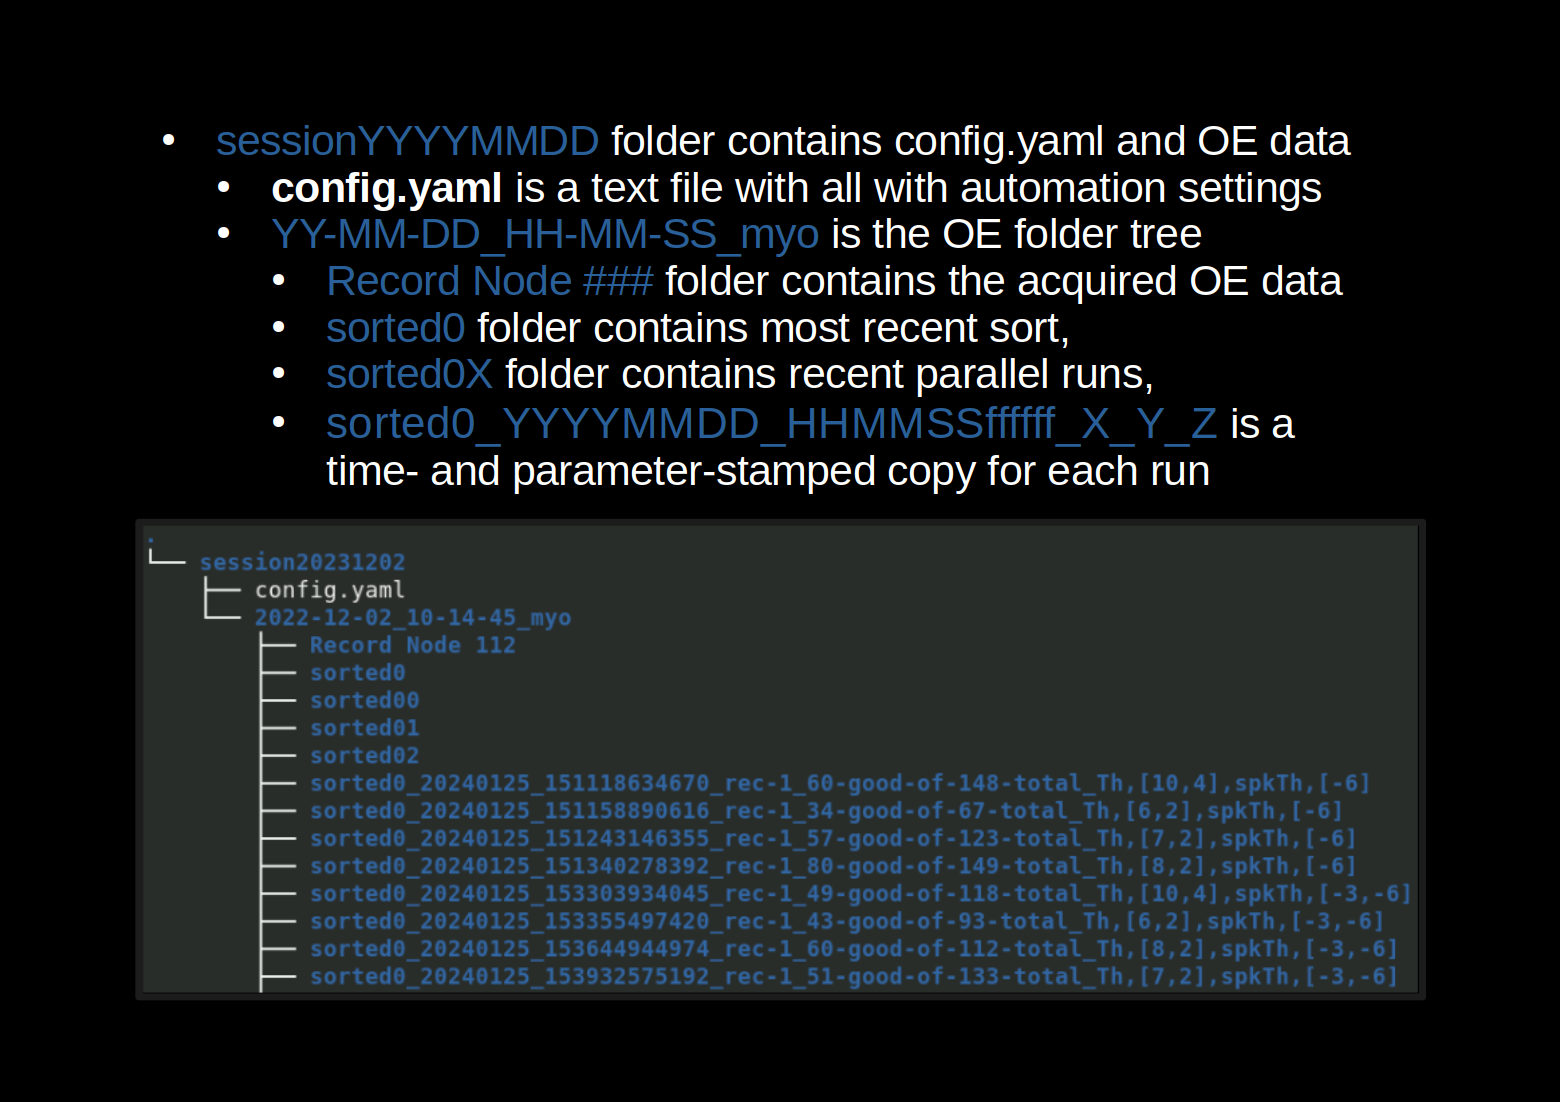 • sessionYYYYMMDD folder contains config.yaml and OE data
• config.yaml is a text file with all with automation settings
• YY-MM-DD_HH-MM-SS_myo is the OE folder tree
• Record Node ### folder contains the acquired OE data
• sorted0 folder contains most recent sort,
• sorted0X folder contains recent parallel runs,
• sorted0_YYYYMMDD_HHMMSSffffff_X_Y_Z is a
time- and parameter-stamped copy for each run
.
└── session20231202
├── config.yaml
└── 2022-12-02_10-14-45_myo
├── Record Node 112
├── sorted0
├── sorted00
├── sorted01
├── sorted02
├── sorted0_20240125_151118634670_rec-1_60-good-of-148-total_Th,[10,4],spkTh,[-6]
├── sorted0_20240125_151158890616_rec-1_34-good-of-67-total_Th,[6,2],spkTh,[-6]
├── sorted0_20240125_151243146355_rec-1_57-good-of-123-total_Th,[7,2],spkTh,[-6]
├── sorted0_20240125_151340278392_rec-1_80-good-of-149-total_Th,[8,2],spkTh,[-6]
├── sorted0_20240125_153303934045_rec-1_49-good-of-118-total_Th,[10,4],spkTh,[-3,-6]
├── sorted0_20240125_153355497420_rec-1_43-good-of-93-total_Th,[6,2],spkTh,[-3,-6]
├── sorted0_20240125_153644944974_rec-1_60-good-of-112-total_Th,[8,2],spkTh,[-3,-6]
├── sorted0_20240125_153932575192_rec-1_51-good-of-133-total_Th,[7,2],spkTh,[-3,-6]